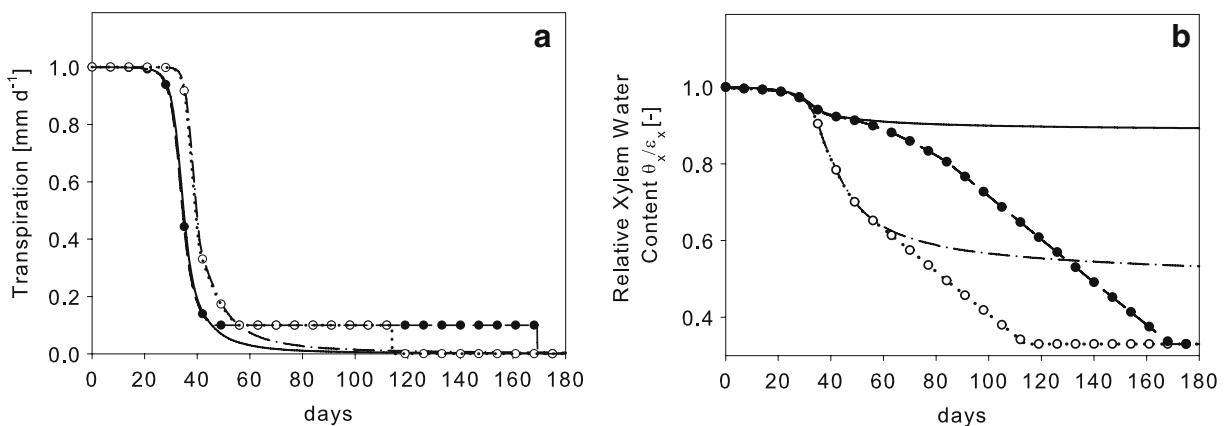 a
Transpiration [mm d⁻¹]
1.0
0.8
0.6
0.4
0.2
0.0
0 20 40 60 80 100 120 140 160 180
days
b
Relative Xylem Water
Content θₓ/εₓ [-]
1.0
0.8
0.6
0.4
0 20 40 60 80 100 120 140 160 180
days